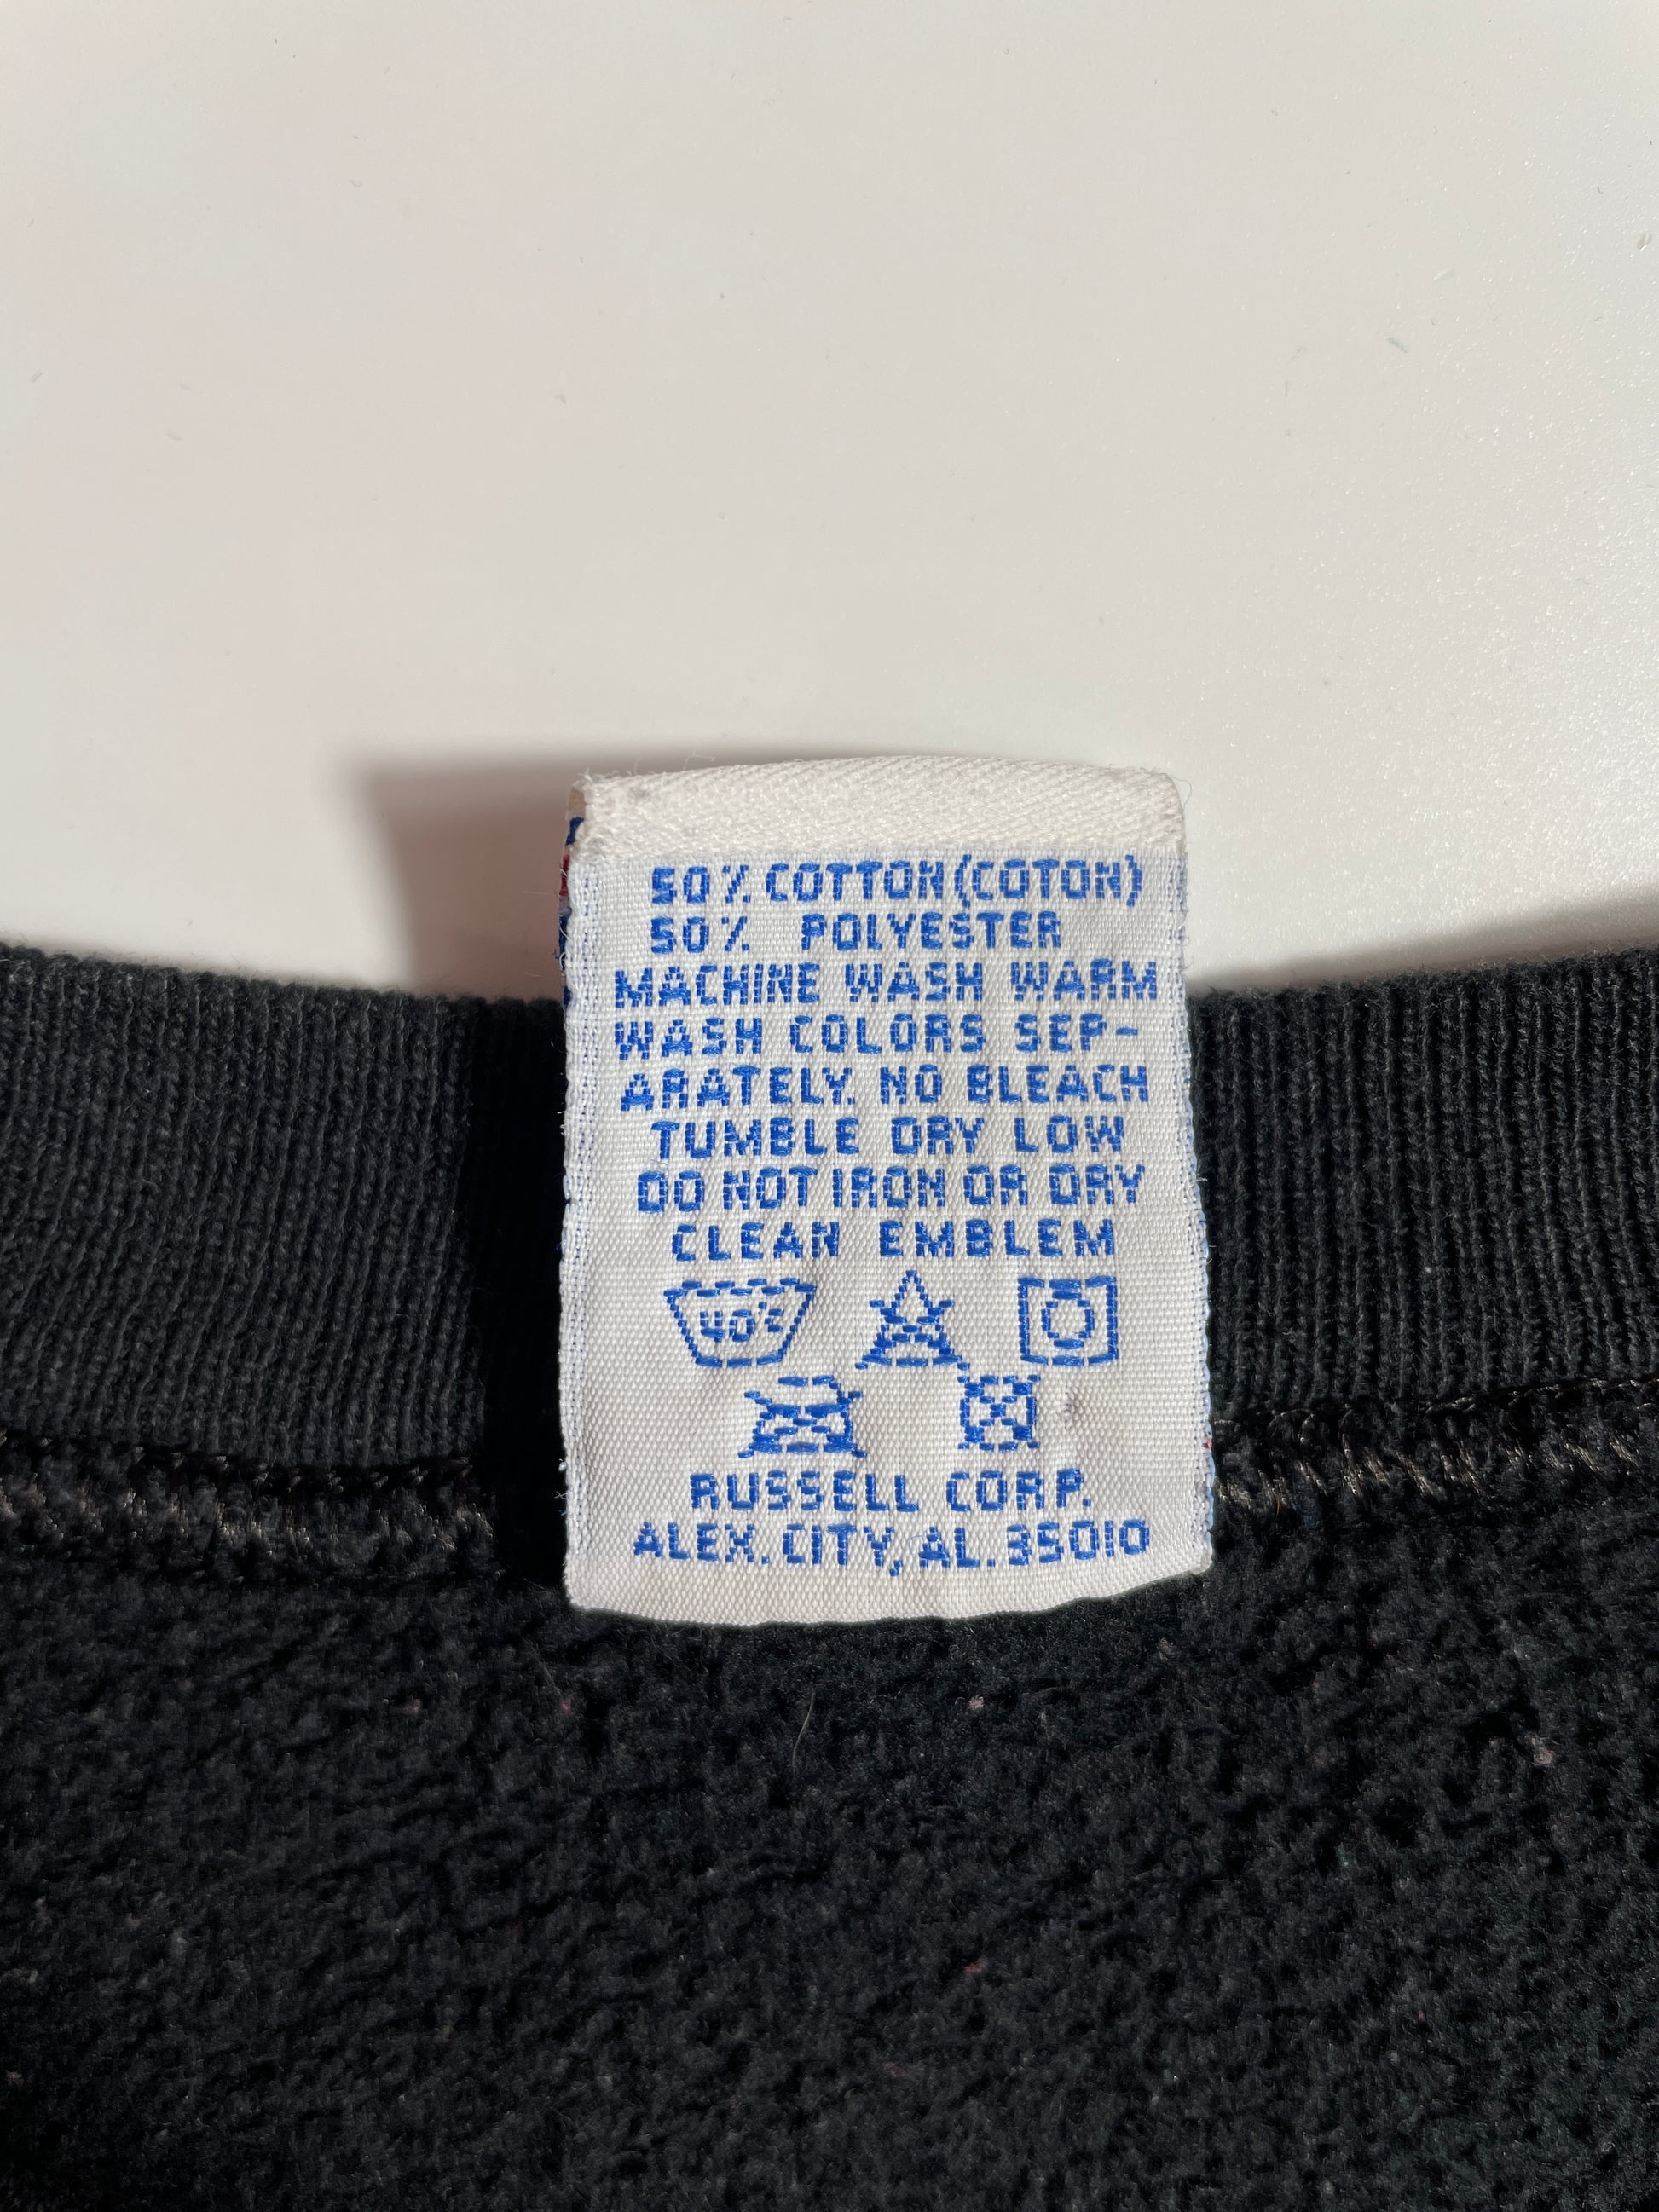 50% COTTON (COTON)
50% POLYESTER
MACHINE WASH WARM
WASH COLORS SEP-
ARATELY. NO BLEACH
TUMBLE DRY LOW
DO NOT IRON OR DRY
CLEAN EMBLEM
40°C
RUSSELL CORP.
ALEX. CITY, AL. 35010